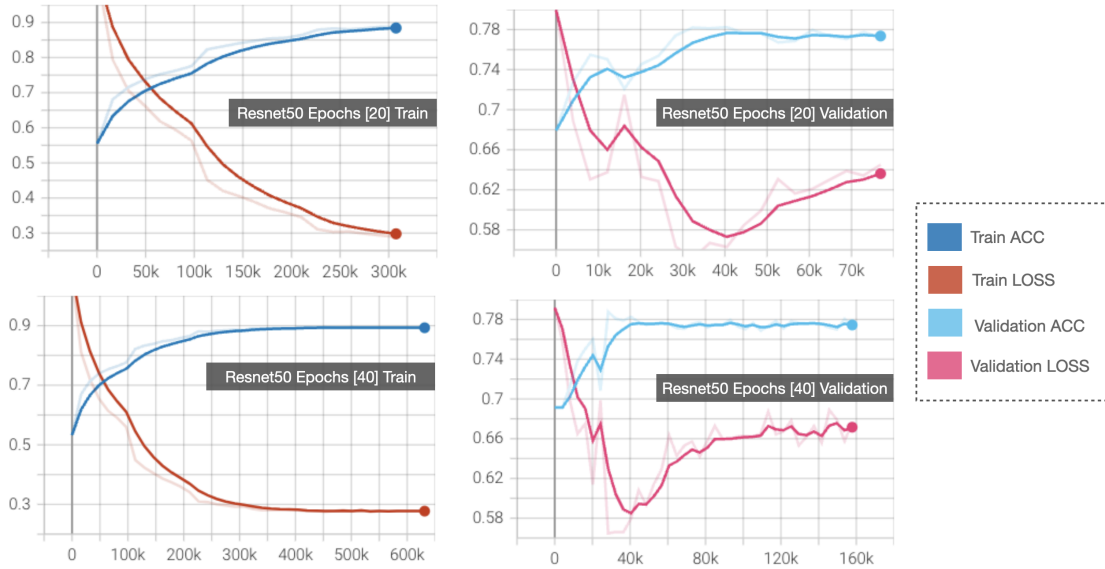 0.9
0.8
0.7
0.6
0.5
0.4
0.3
Resnet50 Epochs [20] Train
0 50k 100k 150k 200k 250k 300k
0.78
0.74
0.7
0.66
0.62
0.58
Resnet50 Epochs [20] Validation
0 10k 20k 30k 40k 50k 60k 70k
0.9
0.7
0.5
0.3
Resnet50 Epochs [40] Train
0 100k 200k 300k 400k 500k 600k
0.78
0.74
0.7
0.66
0.62
0.58
Resnet50 Epochs [40] Validation
0 40k 80k 120k 160k
Train ACC
Train LOSS
Validation ACC
Validation LOSS